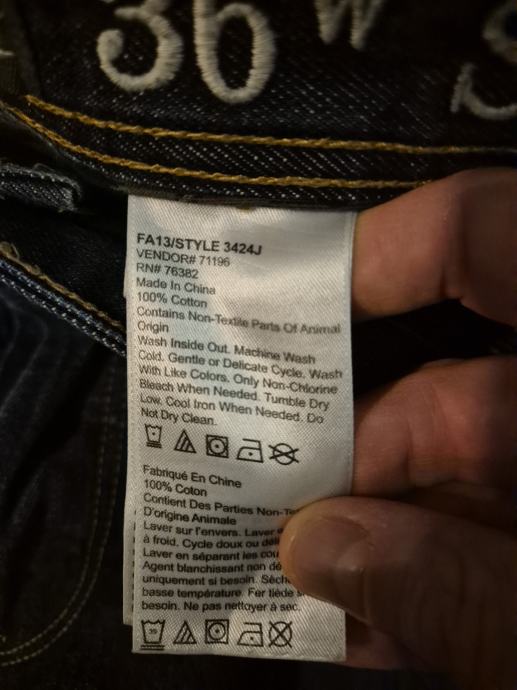 36 W S
FA13/STYLE 3424J
VENDOR# 71196
RN# 76382
Made In China
100% Cotton
Contains Non-Textile Parts Of Animal
Origin
Wash Inside Out. Machine Wash
Cold. Gentle or Delicate Cycle. Wash
With Like Colors. Only Non-Chlorine
Bleach When Needed. Tumble Dry
Low. Cool Iron When Needed. Do
Not Dry Clean.
Fabriqué En Chine
100% Coton
Contient Des Parties Non-Te
D'origine Animale
Laver sur l'envers. Laver
à froid. Cycle doux ou
Laver en séparant les
Agent blanchissant non
uniquement si besoin.
basse température. Fer tiède
besoin. Ne pas nettoyer à sec.
30